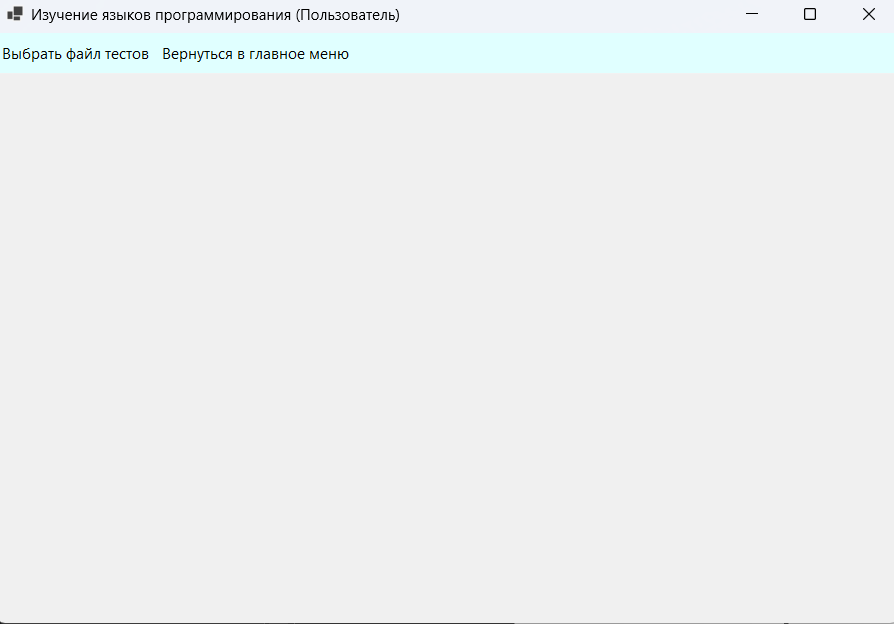 Изучение языков программирования (Пользователь)
Выбрать файл тестов Вернуться в главное меню